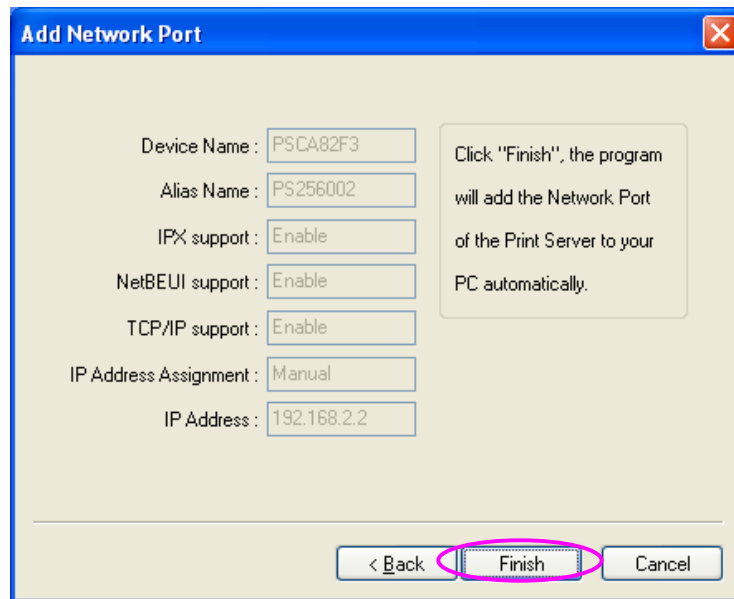 Add Network Port
Device Name : PSCA82F3
Alias Name : PS256002
IPX support : Enable
NetBEUI support : Enable
TCP/IP support : Enable
IP Address Assignment : Manual
IP Address : 192.168.2.2
Click "Finish", the program
will add the Network Port
of the Print Server to your
PC automatically.
< Back
Finish
Cancel